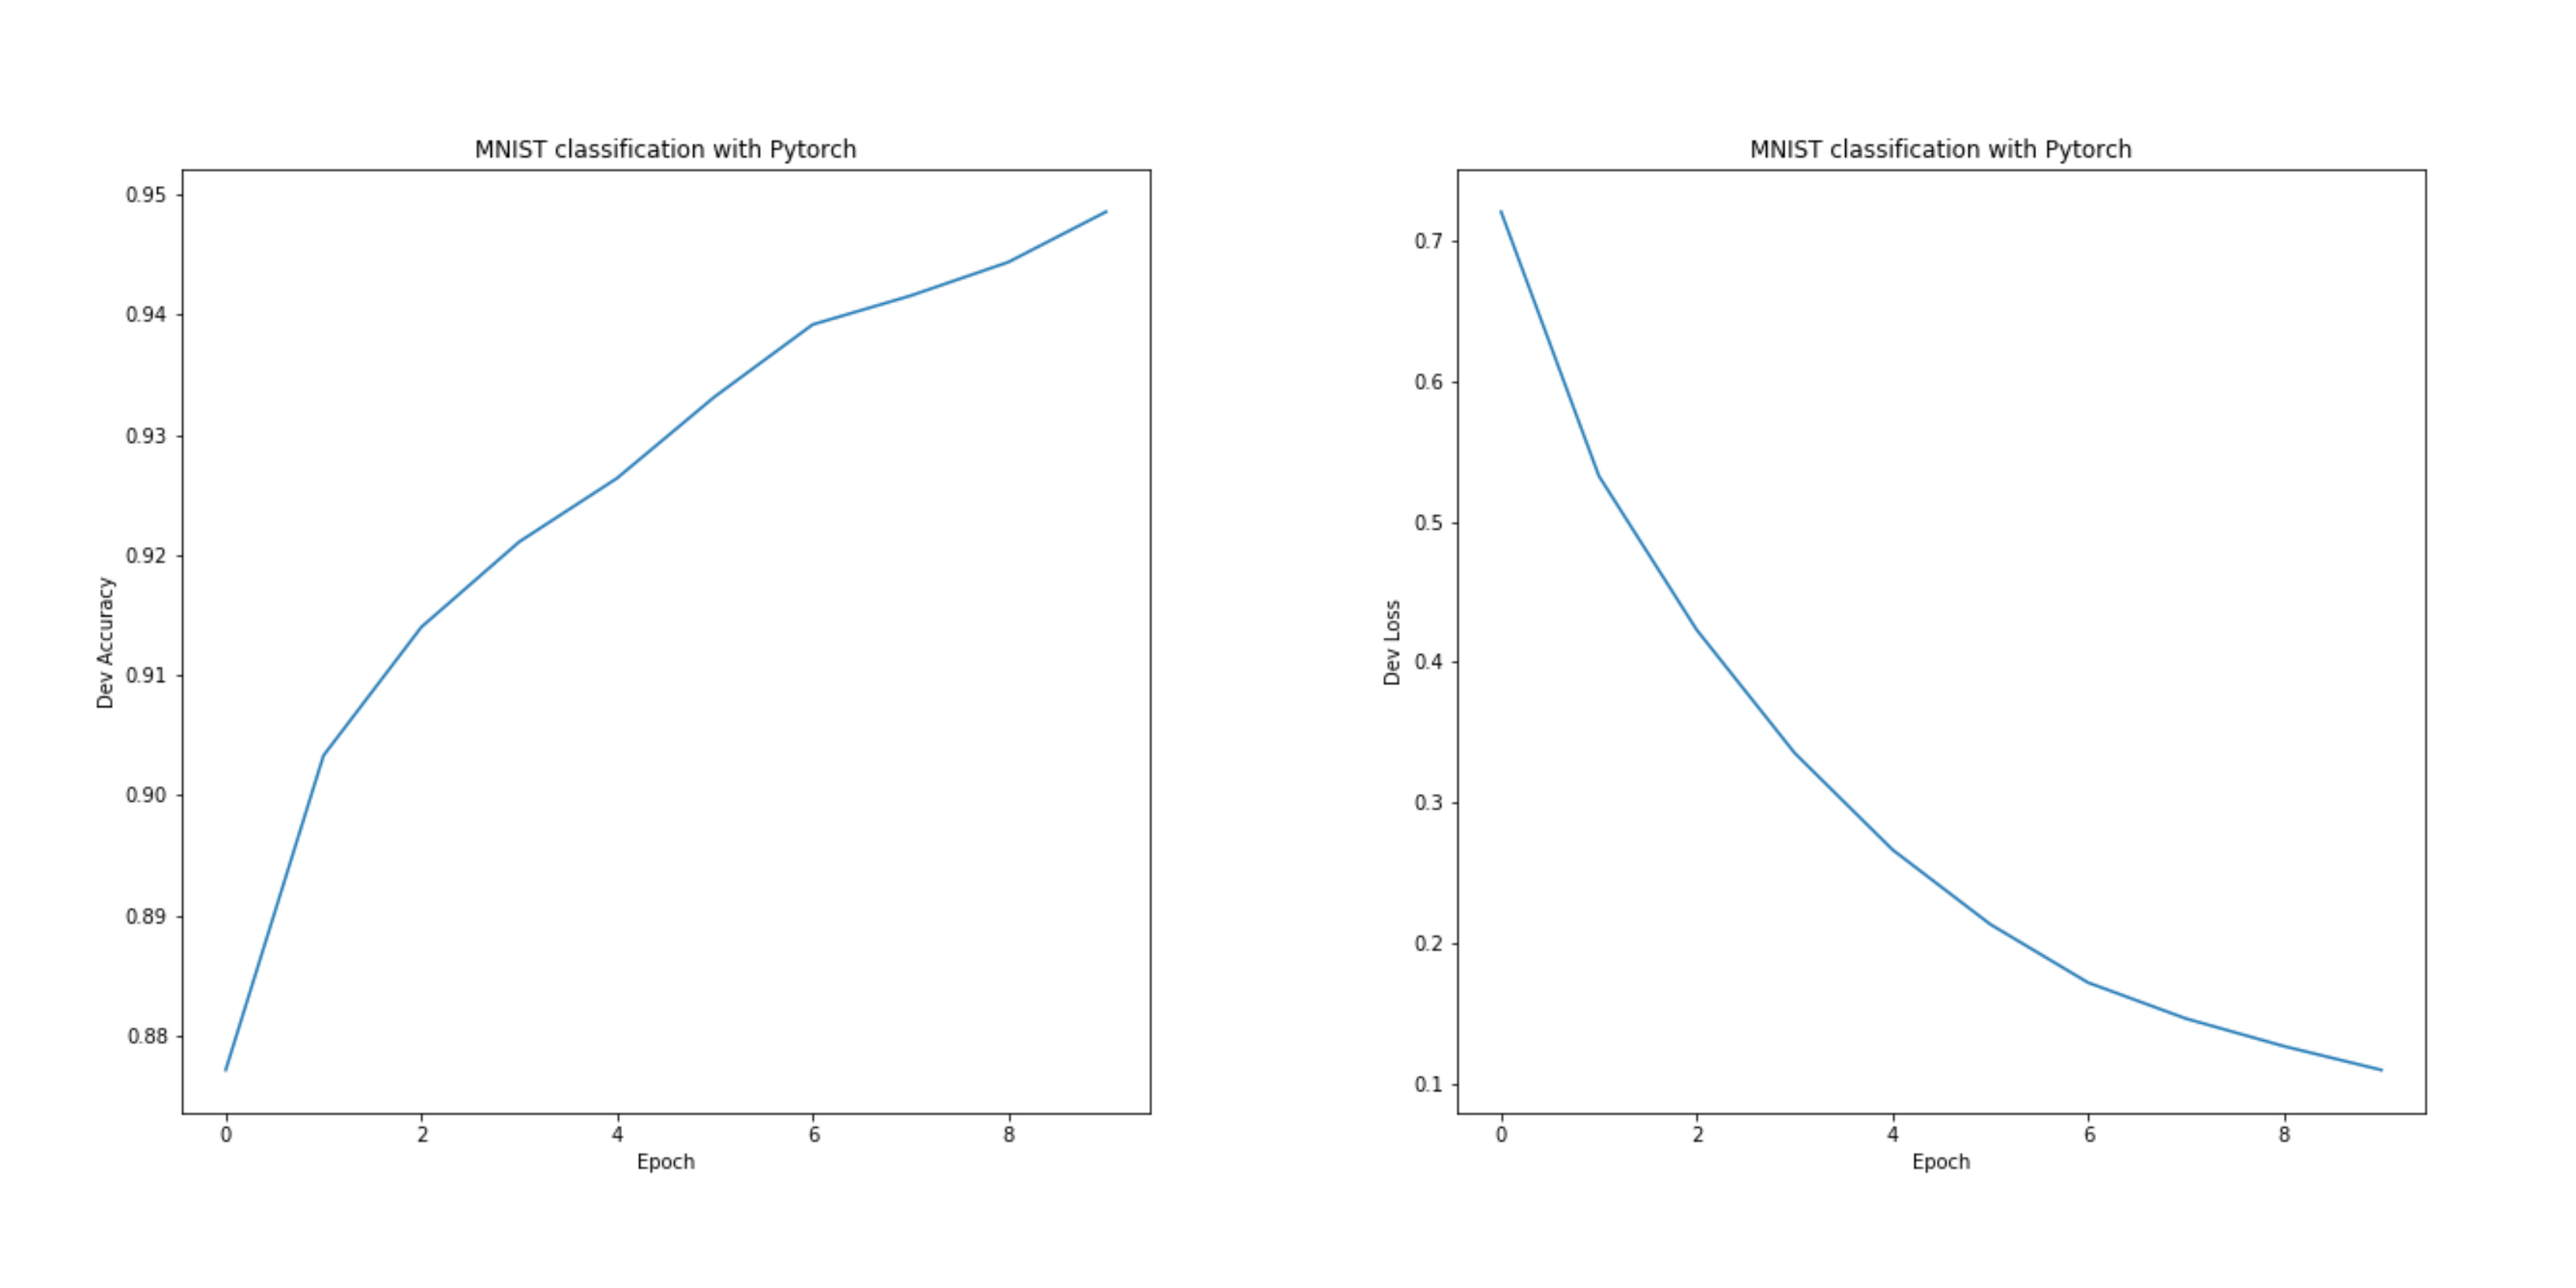 MNIST classification with Pytorch
0.95
0.94
0.93
0.92
0.91
0.90
0.89
0.88
Dev Accuracy
0 2 4 6 8
Epoch
MNIST classification with Pytorch
0.7
0.6
0.5
0.4
0.3
0.2
0.1
Dev Loss
0 2 4 6 8
Epoch